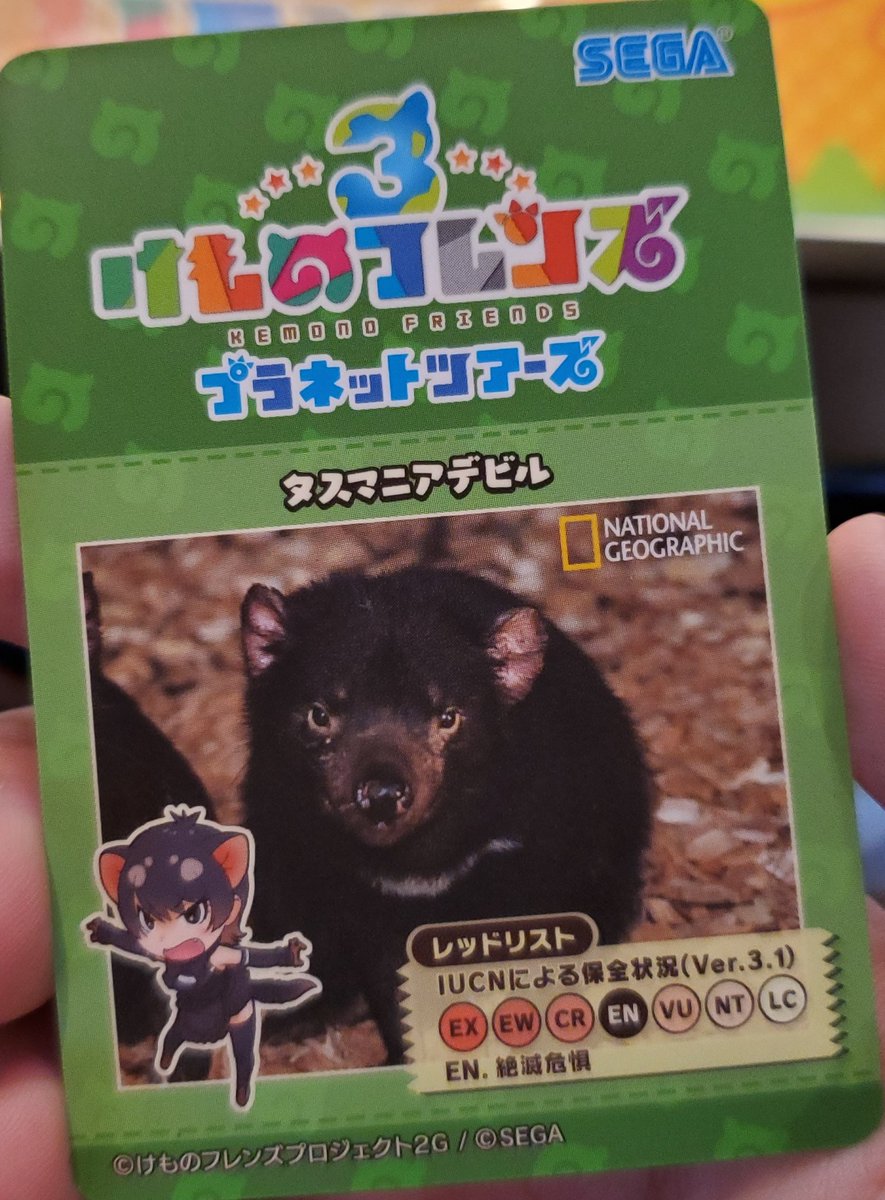 SEGA®
3
けものフレンズ
KEMONO FRIENDS
プラネットツアーズ
タスマニアデビル
NATIONAL
GEOGRAPHIC
レッドリスト
IUCNによる保全状況(Ver.3.1)
EX EW CR EN VU NT LC
EN. 絶滅危惧
©けものフレンズプロジェクト2G / ©SEGA